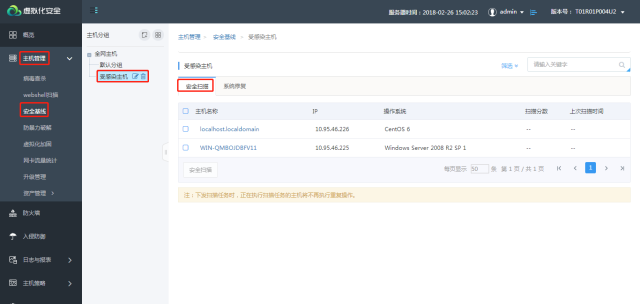 虚拟化安全
服务器时间：2018-02-26 15:02:23
admin
版本号：T01R01P004U2
概览
主机管理
病毒查杀
webshell扫描
安全基线
防暴力破解
虚拟化加固
网卡流量统计
升级管理
资产管理
防火墙
入侵防御
日志与报表
主机策略
主机分组
全网主机
默认分组
受感染主机
主机管理 - 安全基线 - 受感染主机
受感染主机
筛选
请输入关键字
安全扫描
系统修复
主机名称 IP 操作系统 扫描分数 上次扫描时间
localhost.localdomain 10.95.46.226 CentOS 6 -- --
WIN-QMBOJDBFV11 10.95.46.225 Windows Server 2008 R2 SP 1 -- --
安全扫描
每页显示 50 条 第 1 页 / 共 1 页 1
注：下发扫描任务时，正在执行扫描任务的主机并不再执行重复操作。